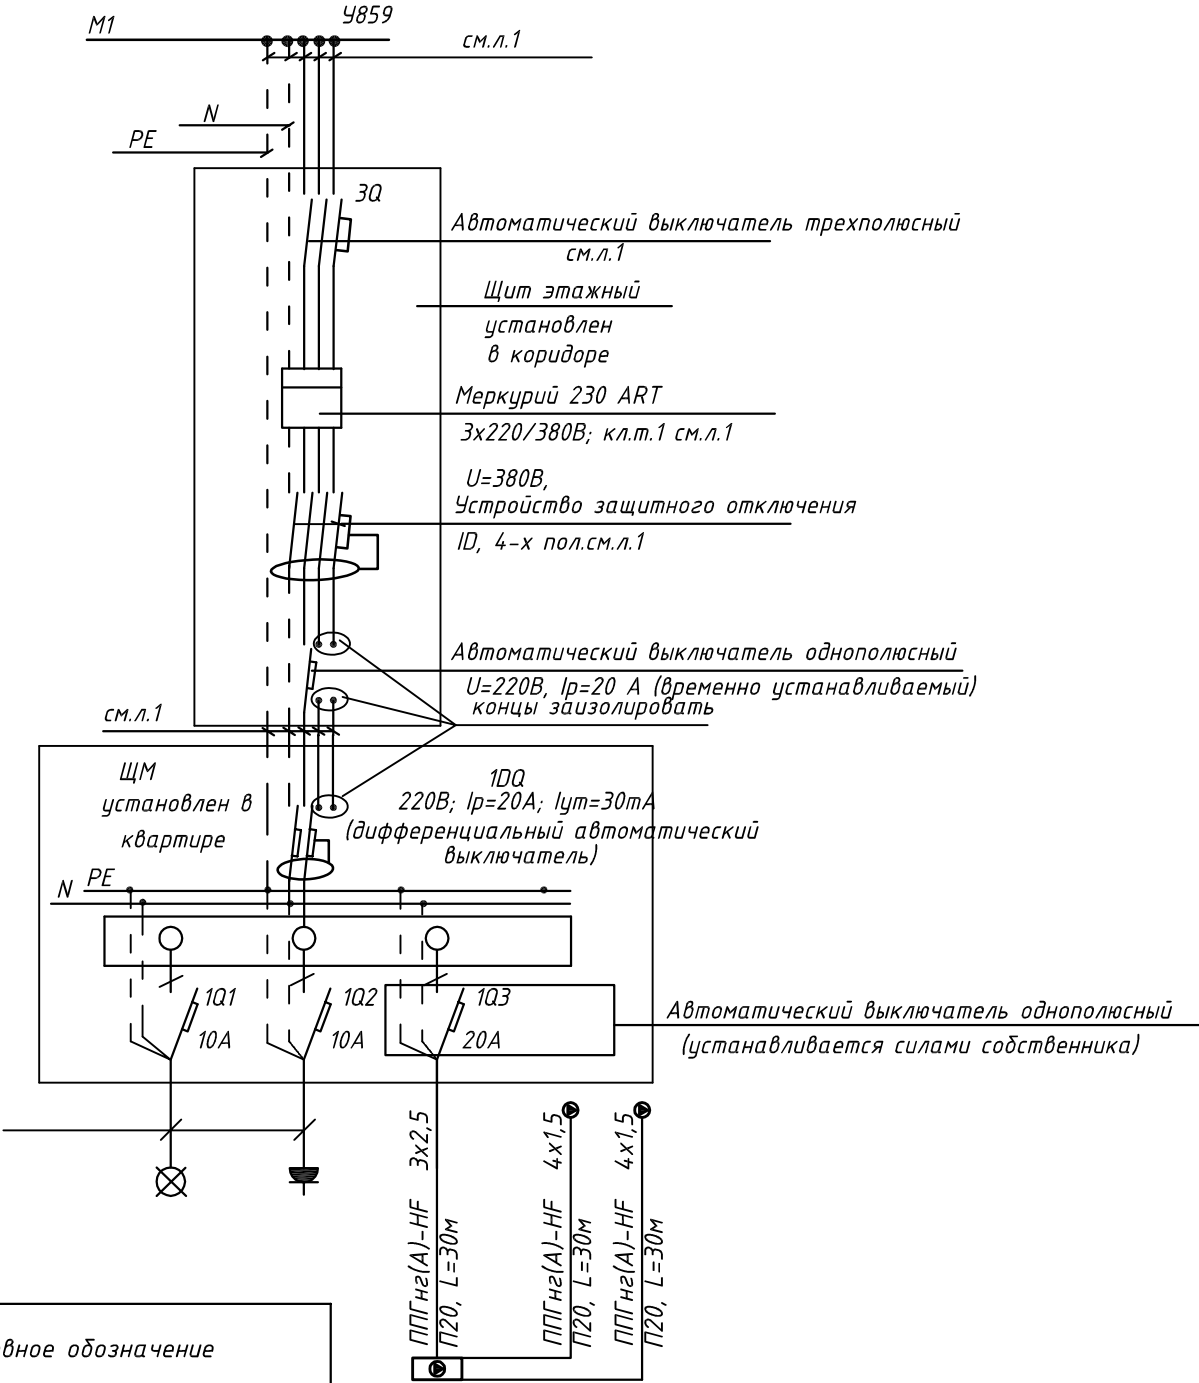 М1
У859
см.л.1
N
PE
3Q
Автоматический выключатель трехполюсный
см.л.1
Щит этажный
установлен
в коридоре
Меркурий 230 ART
3х220/380В; кл.т.1 см.л.1
U=380В,
Устройство защитного отключения
ID, 4-х пол.см.л.1
Автоматический выключатель однополюсный
U=220В, Iр=20 А (временно устанавливаемый)
концы заизолировать
см.л.1
ЩМ
установлен в
квартире
1DQ
220В; Iр=20А; Iут=30mA
(дифференциальный автоматический
выключатель)
PE
N
1Q1
10А
1Q2
10А
1Q3
20А
Автоматический выключатель однополюсный
(устанавливается силами собственника)
ППГнг(А)-HF 3х2,5
П20, L=30м
ППГнг(А)-HF 4х1,5
П20, L=30м
ППГнг(А)-HF 4х1,5
П20, L=30м
вное обозначение